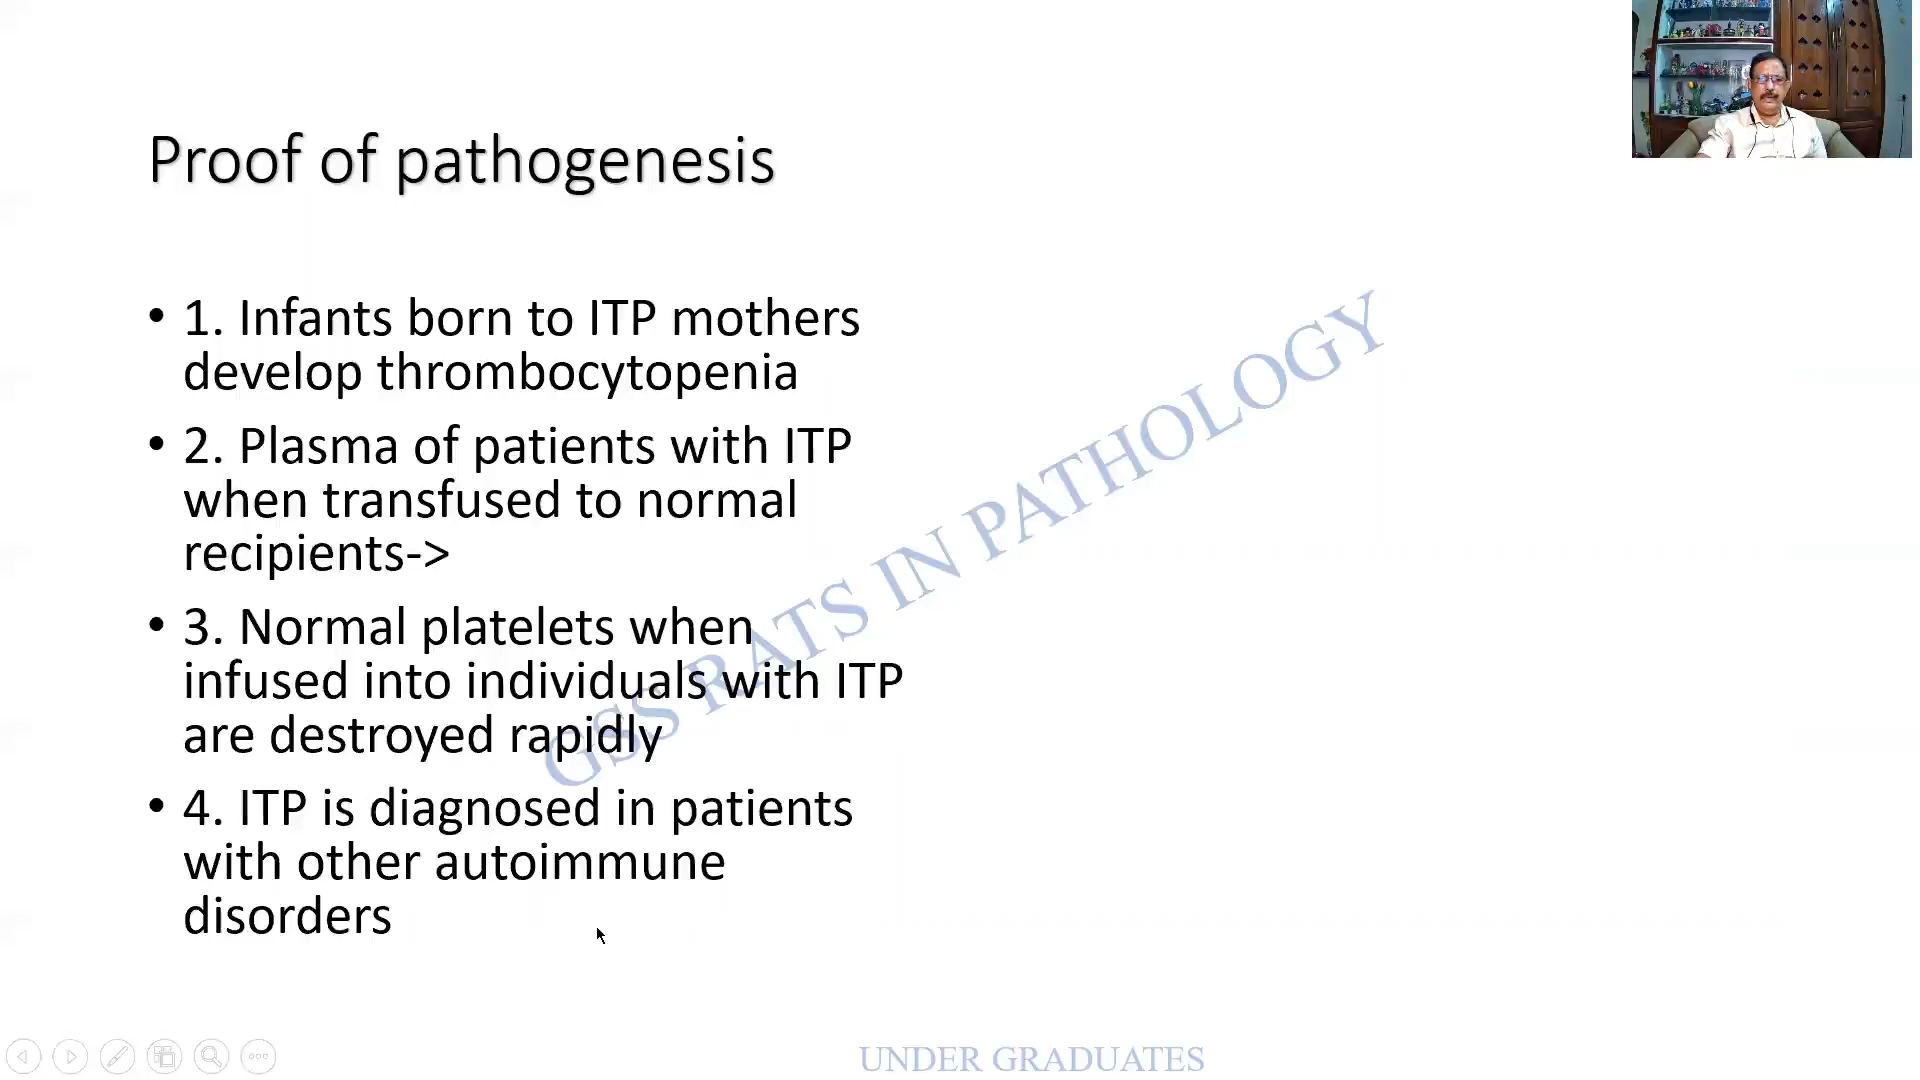 Proof of pathogenesis
• 1. Infants born to ITP mothers
develop thrombocytopenia
• 2. Plasma of patients with ITP
when transfused to normal
recipients->
• 3. Normal platelets when
infused into individuals with ITP
are destroyed rapidly
• 4. ITP is diagnosed in patients
with other autoimmune
disorders
GSS RATS IN PATHOLOGY
UNDER GRADUATES